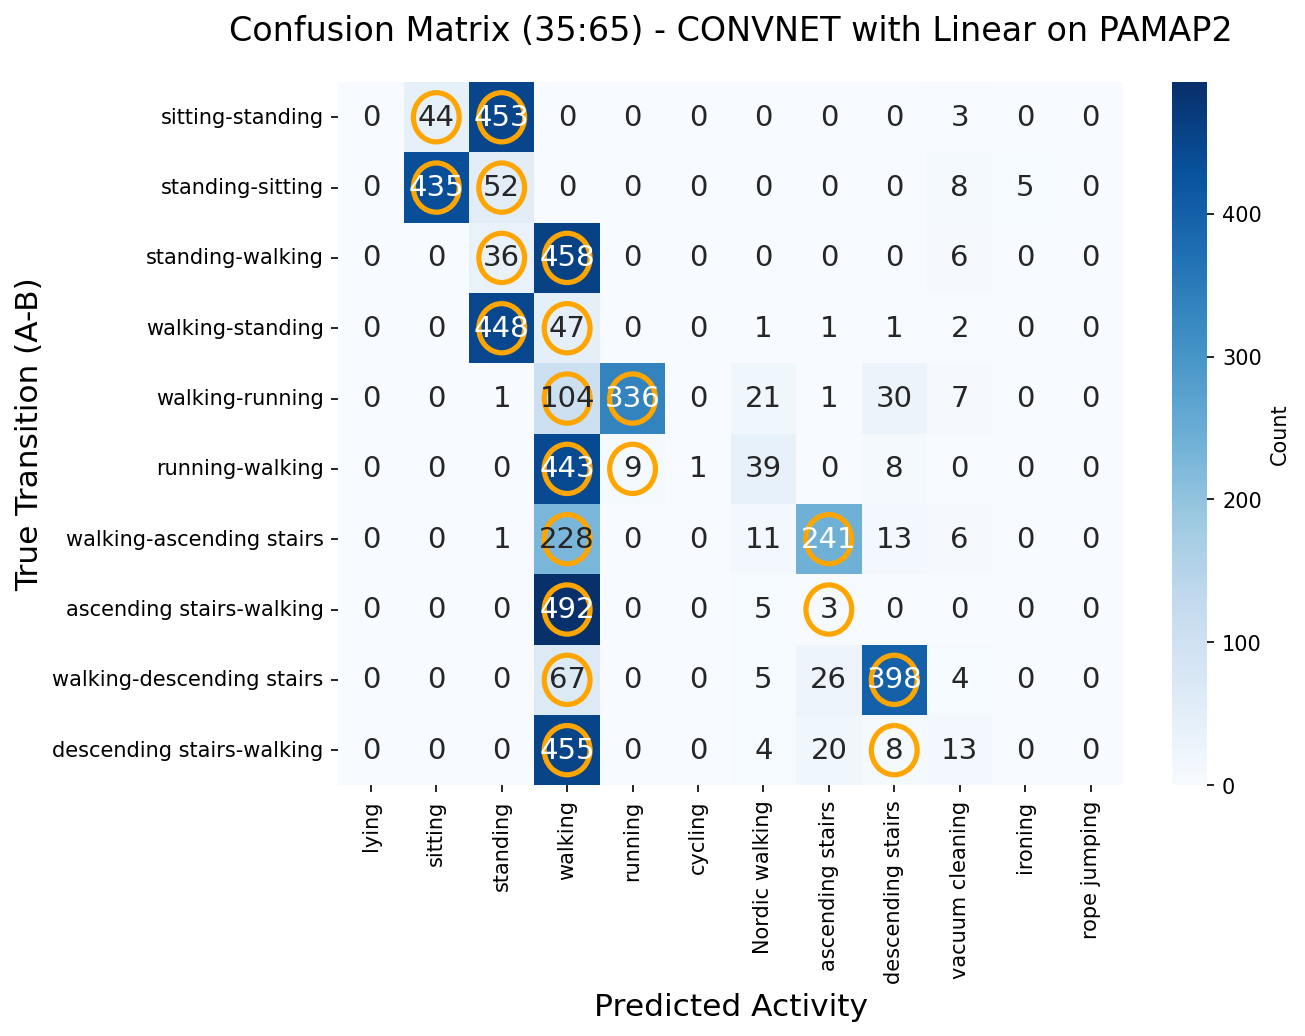 Confusion Matrix (35:65) - CONVNET with Linear on PAMAP2
True Transition (A-B)
sitting-standing 0 44 453 0 0 0 0 0 0 3 0 0
standing-sitting 0 435 52 0 0 0 0 0 0 8 5 0
standing-walking 0 0 36 458 0 0 0 0 0 6 0 0
walking-standing 0 0 448 47 0 0 1 1 1 2 0 0
walking-running 0 0 1 104 336 0 21 1 30 7 0 0
running-walking 0 0 0 443 9 1 39 0 8 0 0 0
walking-ascending stairs 0 0 1 228 0 0 11 241 13 6 0 0
ascending stairs-walking 0 0 0 492 0 0 5 3 0 0 0 0
walking-descending stairs 0 0 0 67 0 0 5 26 398 4 0 0
descending stairs-walking 0 0 0 455 0 0 4 20 8 13 0 0
lying
sitting
standing
walking
running
cycling
Nordic walking
ascending stairs
descending stairs
vacuum cleaning
ironing
rope jumping
Predicted Activity
400
300
200
100
0
Count